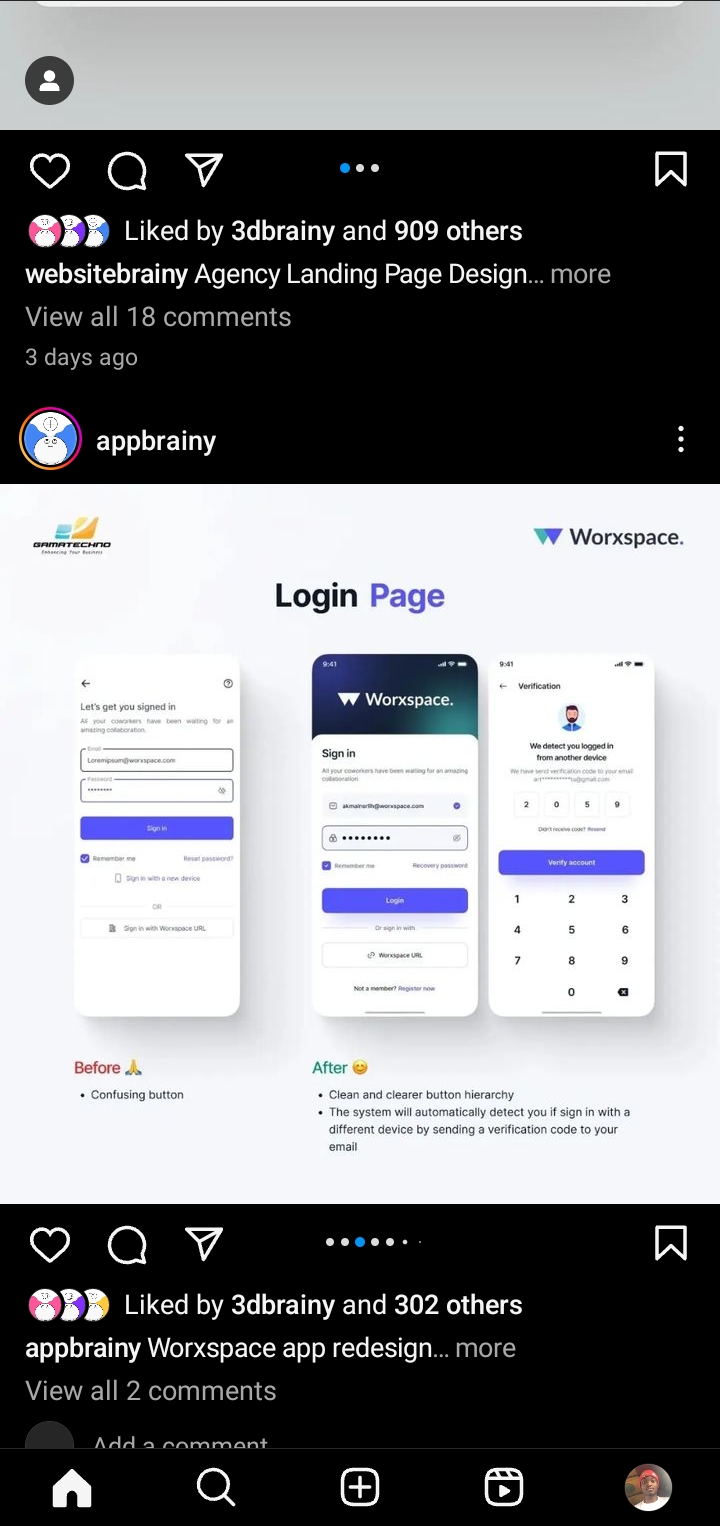 Liked by 3dbrainy and 909 others
websitebrainy Agency Landing Page Design... more
View all 18 comments
3 days ago
appbrainy
GAMATECHNO
Enhancing Your Business
Worxspace.
Login Page
Let's get you signed in
All your coworkers have been waiting for an
amazing collaboration.
Email
Loremipsum@worxspace.com
Password
********
Sign in
Remember me Reset password?
Sign in with a new device
OR
Sign in with Worxspace URL
9:41
Worxspace.
Sign in
All your coworkers have been waiting for an amazing
collaboration
@worxspace.com
●●●●●●●●
Remember me Recovery password
Login
Or sign in with
Worxspace URL
Not a member? Register now
9:41
Verification
We detect you logged in
from another device
We have send verification code to your email
@gmail.com
2 0 5 9
Didn't receive code? Resend
Verify account
1 2 3
4 5 6
7 8 9
0
Before 🙏
• Confusing button
After 😊
• Clean and clearer button hierarchy
• The system will automatically detect you if sign in with a
different device by sending a verification code to your
email
Liked by 3dbrainy and 302 others
appbrainy Worxspace app redesign... more
View all 2 comments
Add a comment